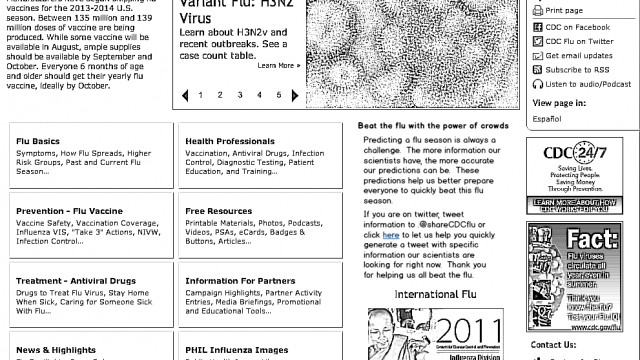 vaccines for the 2013-2014 U.S.
season. Between 135 million and 139
million doses of vaccine are being
produced. While some vaccine will be
available in August, ample supplies
should be available by September and
October. Everyone 6 months of age
and older should get their yearly flu
vaccine, ideally by October.
Variant Flu: H3N2
Virus
Learn about H3N2v and
recent outbreaks. See a
case count table.
Learn More »
1 2 3 4 5
Print page
CDC on Facebook
CDC Flu on Twitter
Get email updates
Subscribe to RSS
Listen to audio/Podcast
View page in:
Español
Flu Basics
Symptoms, How Flu Spreads, Higher
Risk Groups, Past and Current Flu
Season...
Health Professionals
Vaccination, Antiviral Drugs, Infection
Control, Diagnostic Testing, Patient
Education, and Training...
Prevention - Flu Vaccine
Vaccine Safety, Vaccination Coverage,
Influenza VIS, "Take 3" Actions, NIVW,
Infection Control...
Free Resources
Printable Materials, Photos, Podcasts,
Videos, PSAs, eCards, Badges &
Buttons, Articles...
Treatment - Antiviral Drugs
Drugs to Treat Flu Virus, Stay Home
When Sick, Caring for Someone Sick
With Flu...
Information For Partners
Campaign Highlights, Partner Activity
Entries, Media Briefings, Promotional
and Educational Tools...
News & Highlights
PHIL Influenza Images
Beat the flu with the power of crowds
Predicting a flu season is always a
challenge. The more information our
scientists have, the more accurate
our predictions can be. These
predictions help us better prepare
everyone to quickly beat this flu
season.
If you are on twitter, tweet
information to @shareCDCflu or
click here to let us help you quickly
generate a tweet with specific
information our scientists are
looking for right now. Thank you
for helping us all beat the flu.
International Flu
2011
Influenza Division
CDC 24/7
Saving Lives.
Protecting People.
Saving Money
Through Prevention.
LEARN MORE ABOUT HOW
CDC WORKS FOR YOU
Fact:
Flu viruses
circulate all
year, even in
summer.
Think you
know the flu?
Test your Flu IQ!
www.cdc.gov/flu
Contact Us: